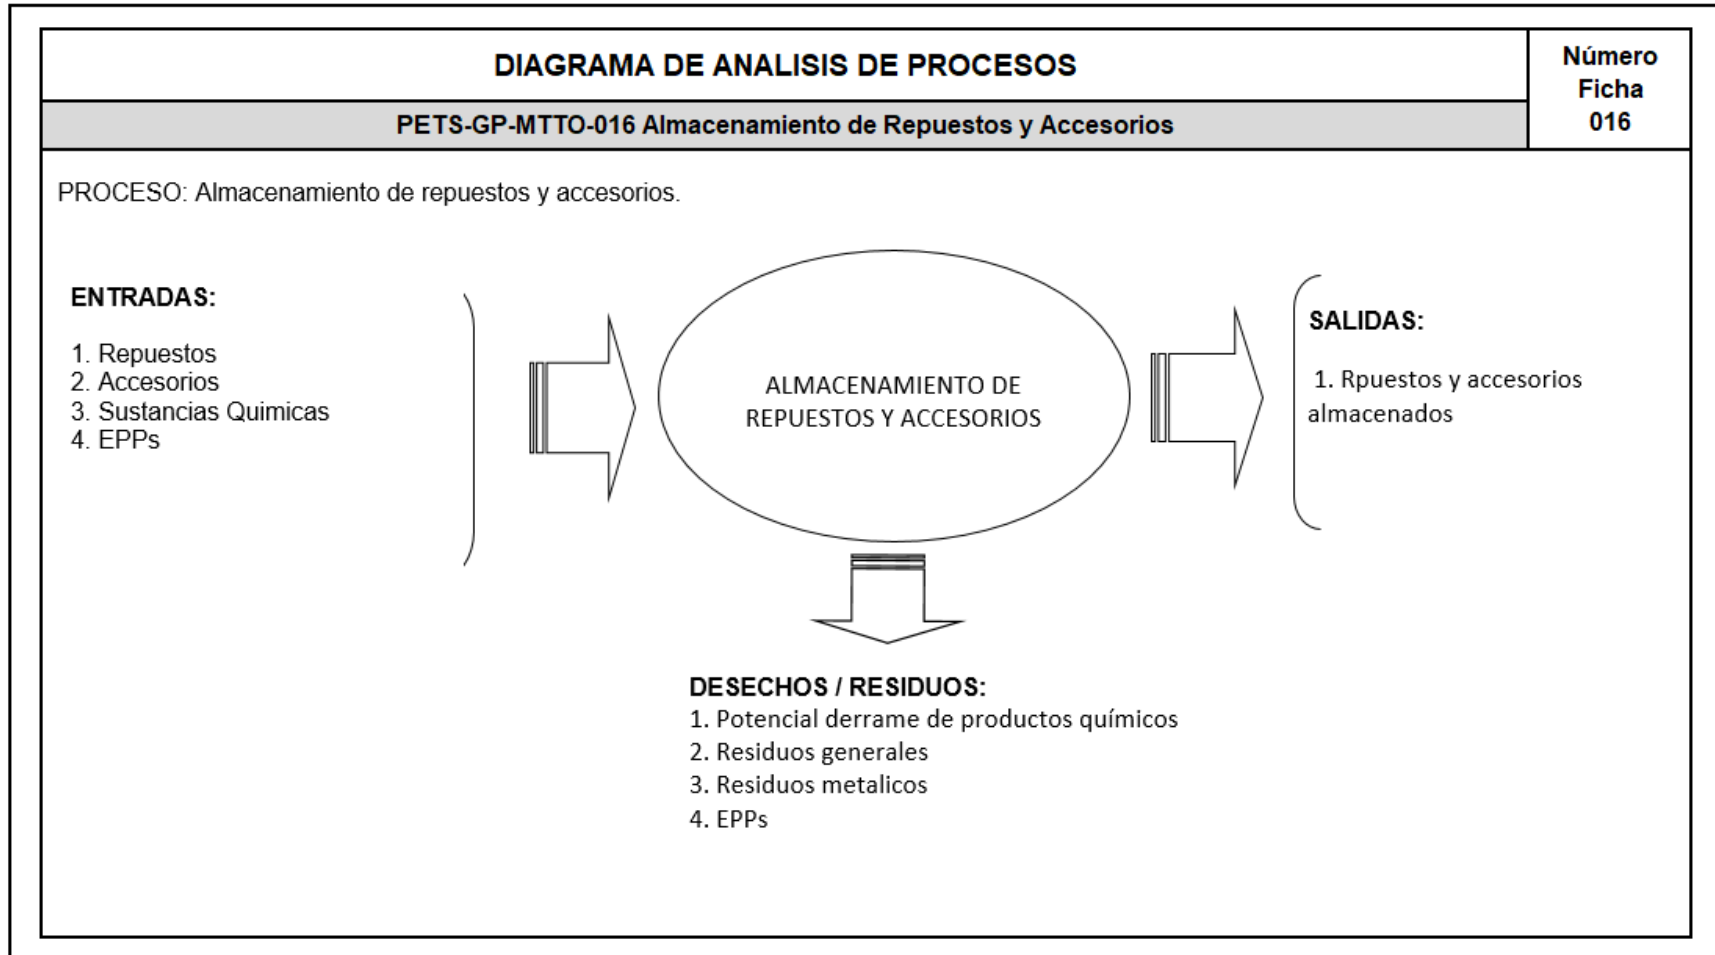 DIAGRAMA DE ANALISIS DE PROCESOS
Número
Ficha
016
PETS-GP-MTTO-016 Almacenamiento de Repuestos y Accesorios
PROCESO: Almacenamiento de repuestos y accesorios.
ENTRADAS:
1. Repuestos
2. Accesorios
3. Sustancias Quimicas
4. EPPs
ALMACENAMIENTO DE
REPUESTOS Y ACCESORIOS
SALIDAS:
1. Rpuestos y accesorios
almacenados
DESECHOS / RESIDUOS:
1. Potencial derrame de productos químicos
2. Residuos generales
3. Residuos metalicos
4. EPPs